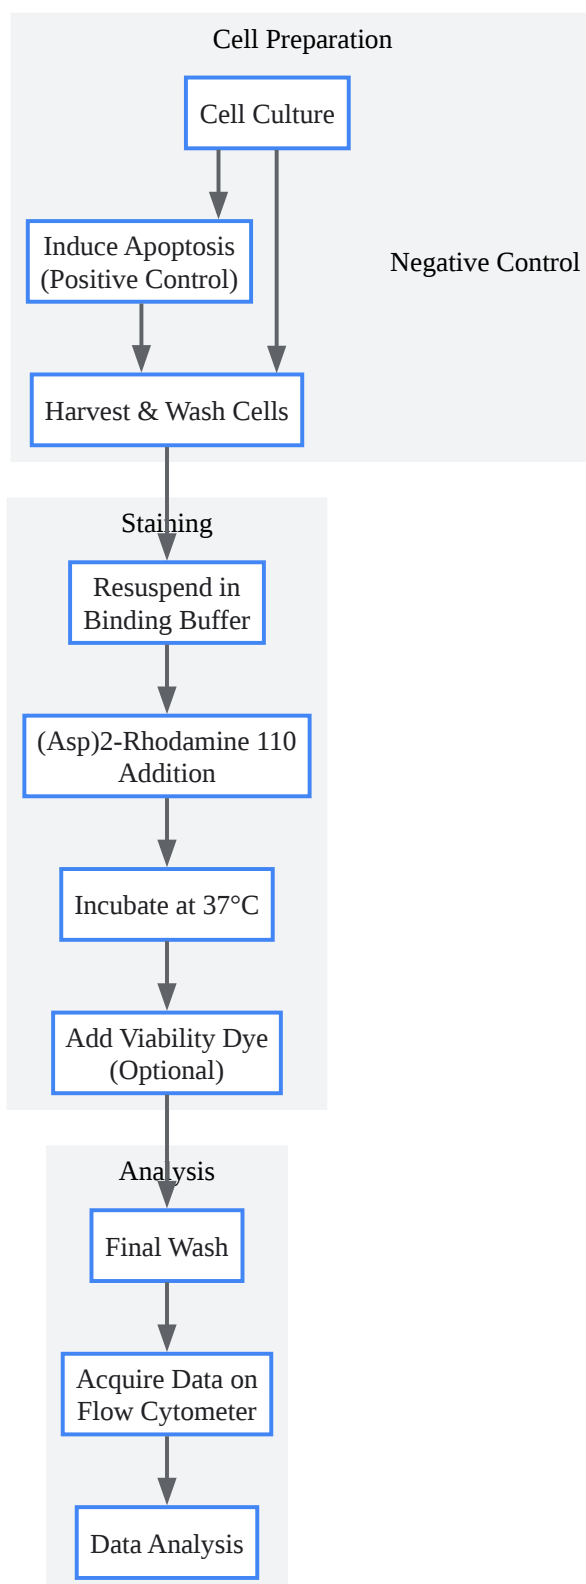 Cell Preparation
Cell Culture
Induce Apoptosis
(Positive Control)
Negative Control
Harvest & Wash Cells
Staining
Resuspend in
Binding Buffer
(Asp)2-Rhodamine 110
Addition
Incubate at 37°C
Add Viability Dye
(Optional)
Analysis
Final Wash
Acquire Data on
Flow Cytometer
Data Analysis